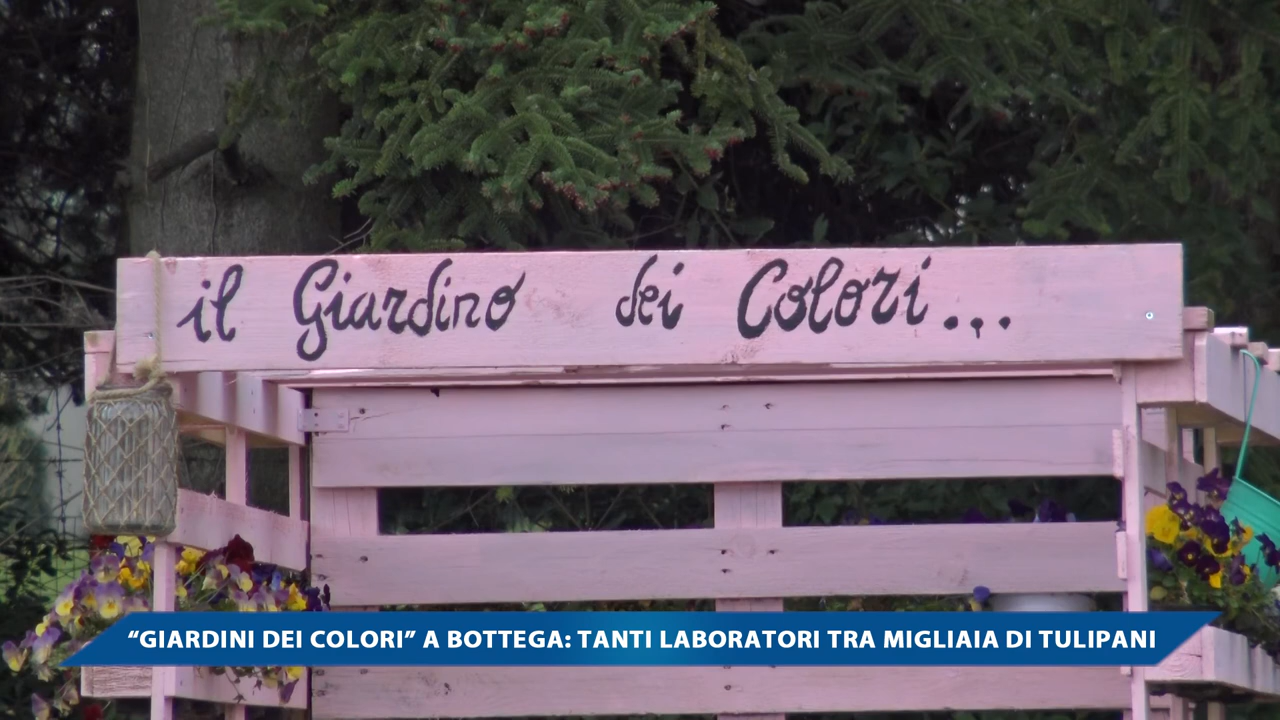 il Giardino dei Colori...
“GIARDINI DEI COLORI” A BOTTEGA: TANTI LABORATORI TRA MIGLIAIA DI TULIPANI